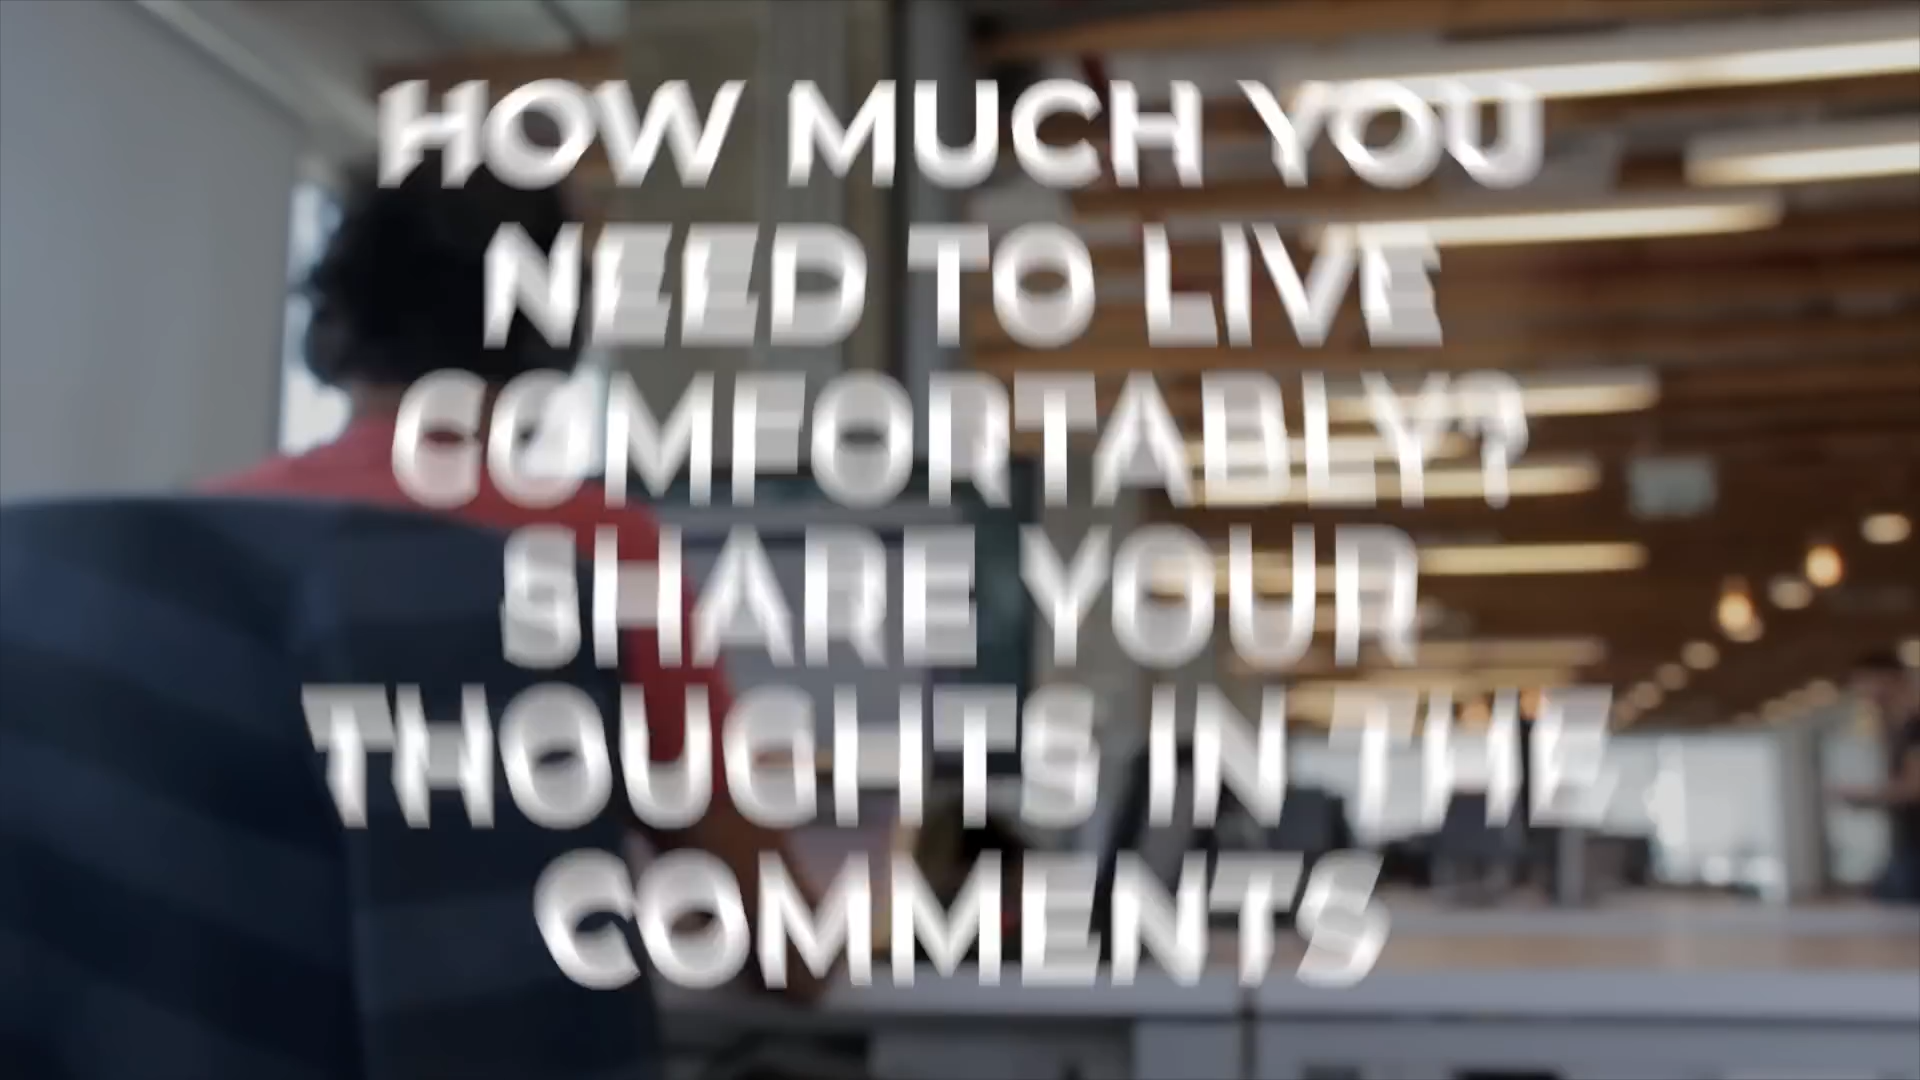 HOW MUCH YOU
NEED TO LIVE
COMFORTABLY?
SHARE YOUR
THOUGHTS IN THE
COMMENTS